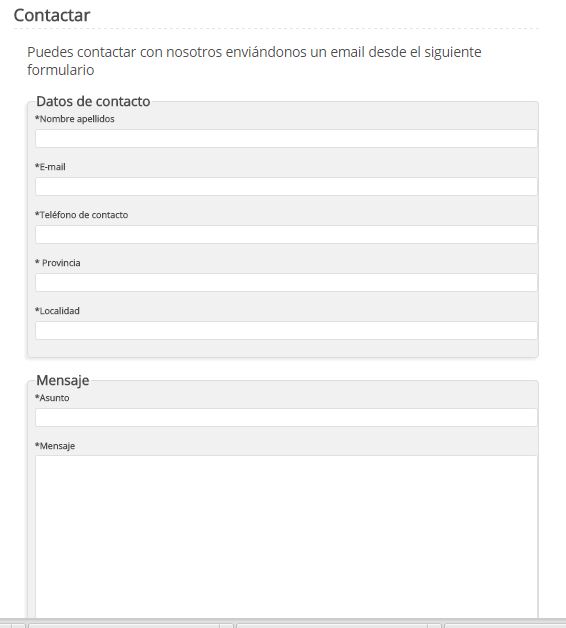 Contactar
Puedes contactar con nosotros enviándonos un email desde el siguiente
formulario
Datos de contacto
*Nombre apellidos
*E-mail
*Teléfono de contacto
* Provincia
*Localidad
Mensaje
*Asunto
*Mensaje